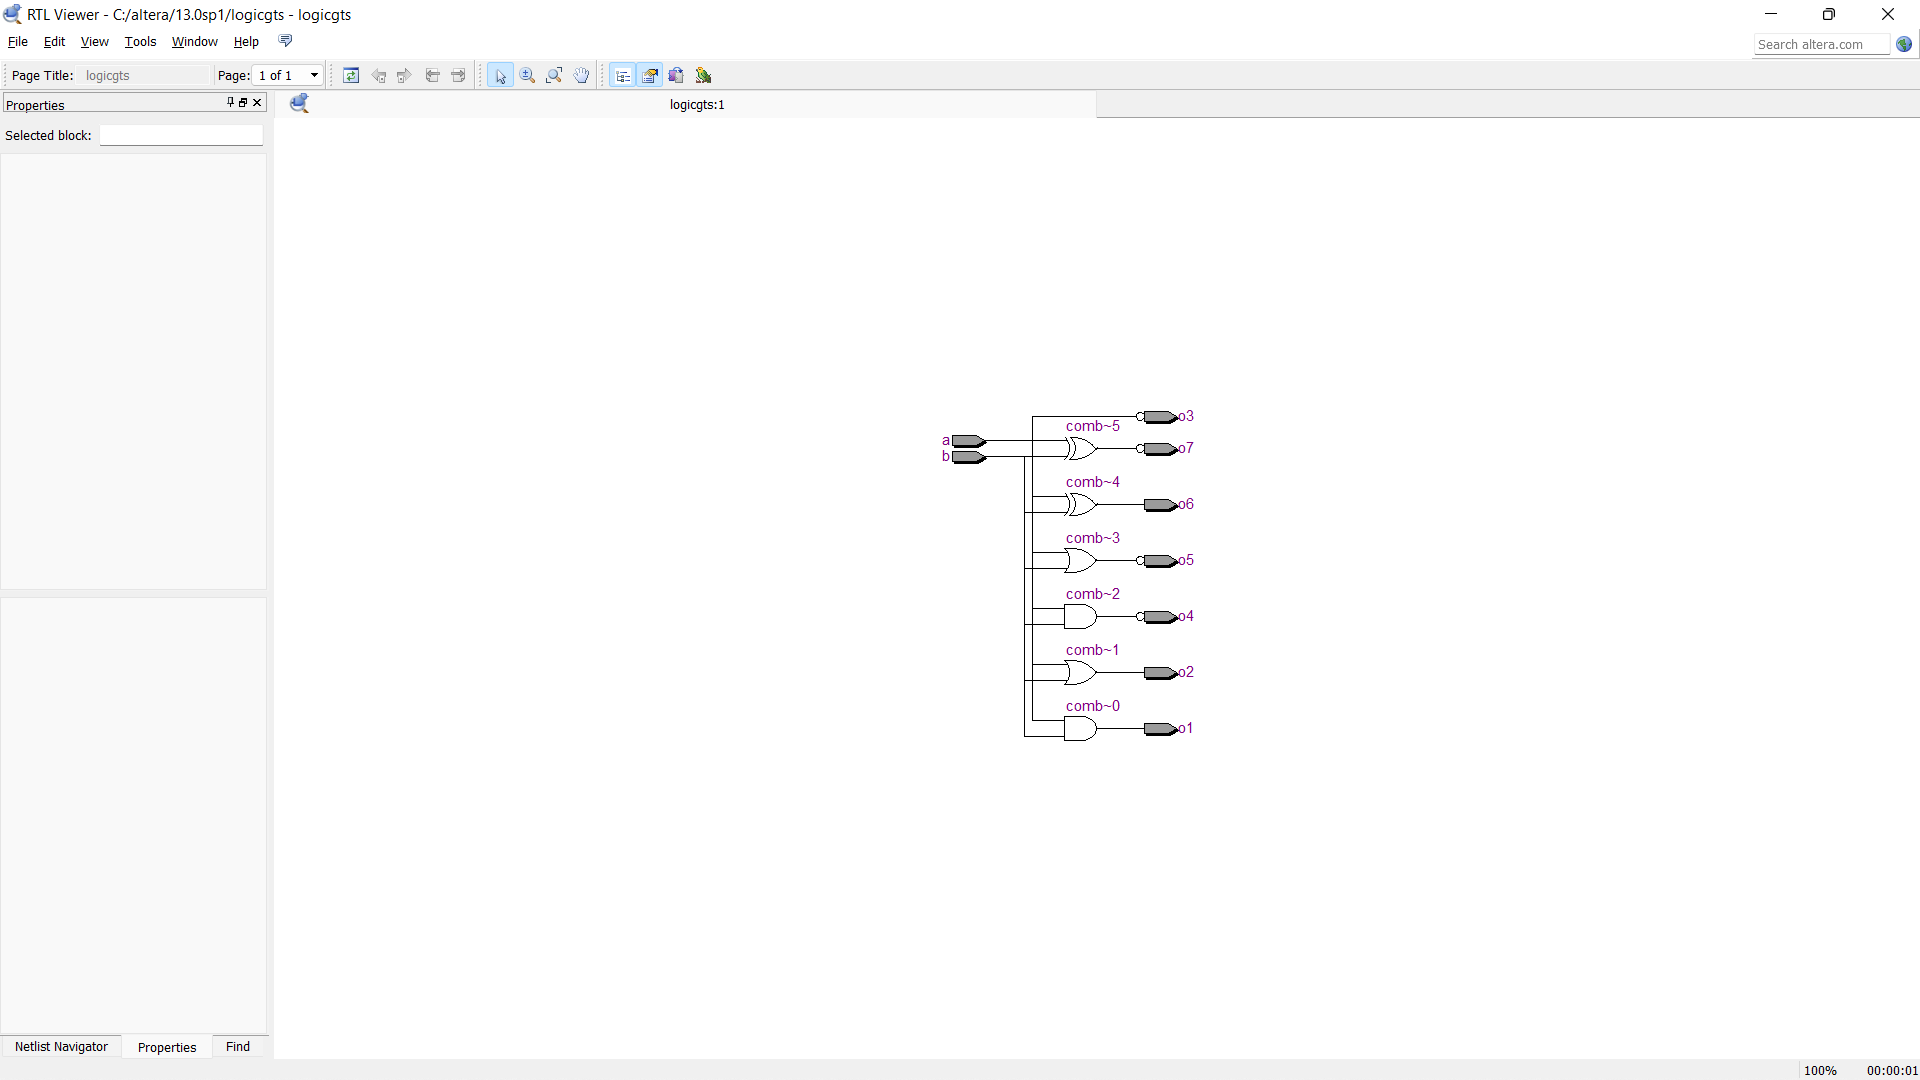 RTL Viewer - C:/altera/13.0sp1/logicgts - logicgts
File Edit View Tools Window Help
Search altera.com
Page Title: logicgts Page: 1 of 1
Properties
logicgts:1
Selected block:
o3
comb~5
a
o7
b
comb~4
o6
comb~3
o5
comb~2
o4
comb~1
o2
comb~0
o1
Netlist Navigator Properties Find
100% 00:00:01